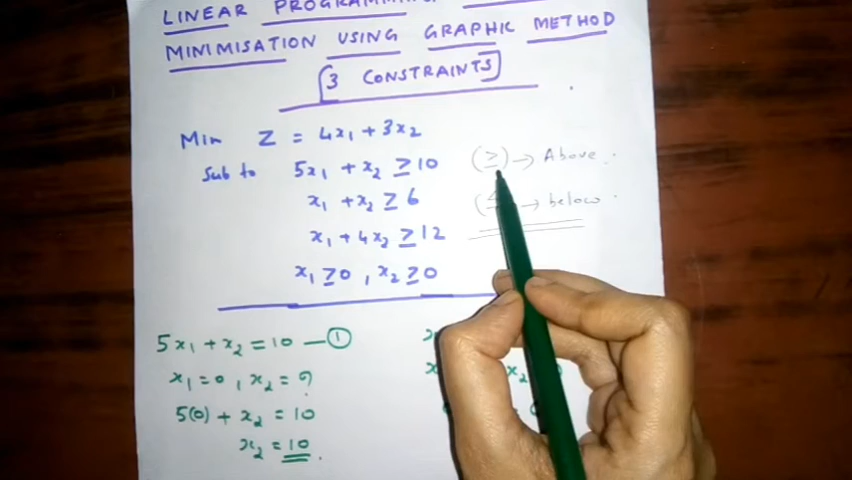 LINEAR PROGRAMMING
MINIMISATION USING GRAPHIC METHOD
(3 CONSTRAINTS)
Min Z = 4x₁ + 3x₂
Sub to 5x₁ + x₂ ≥ 10 (≥) → Above
x₁ + x₂ ≥ 6 → below
x₁ + 4x₂ ≥ 12
x₁ ≥ 0 , x₂ ≥ 0
5x₁ + x₂ = 10 — ①
x₁ = 0 , x₂ = ?
5(0) + x₂ = 10
x₂ = 10